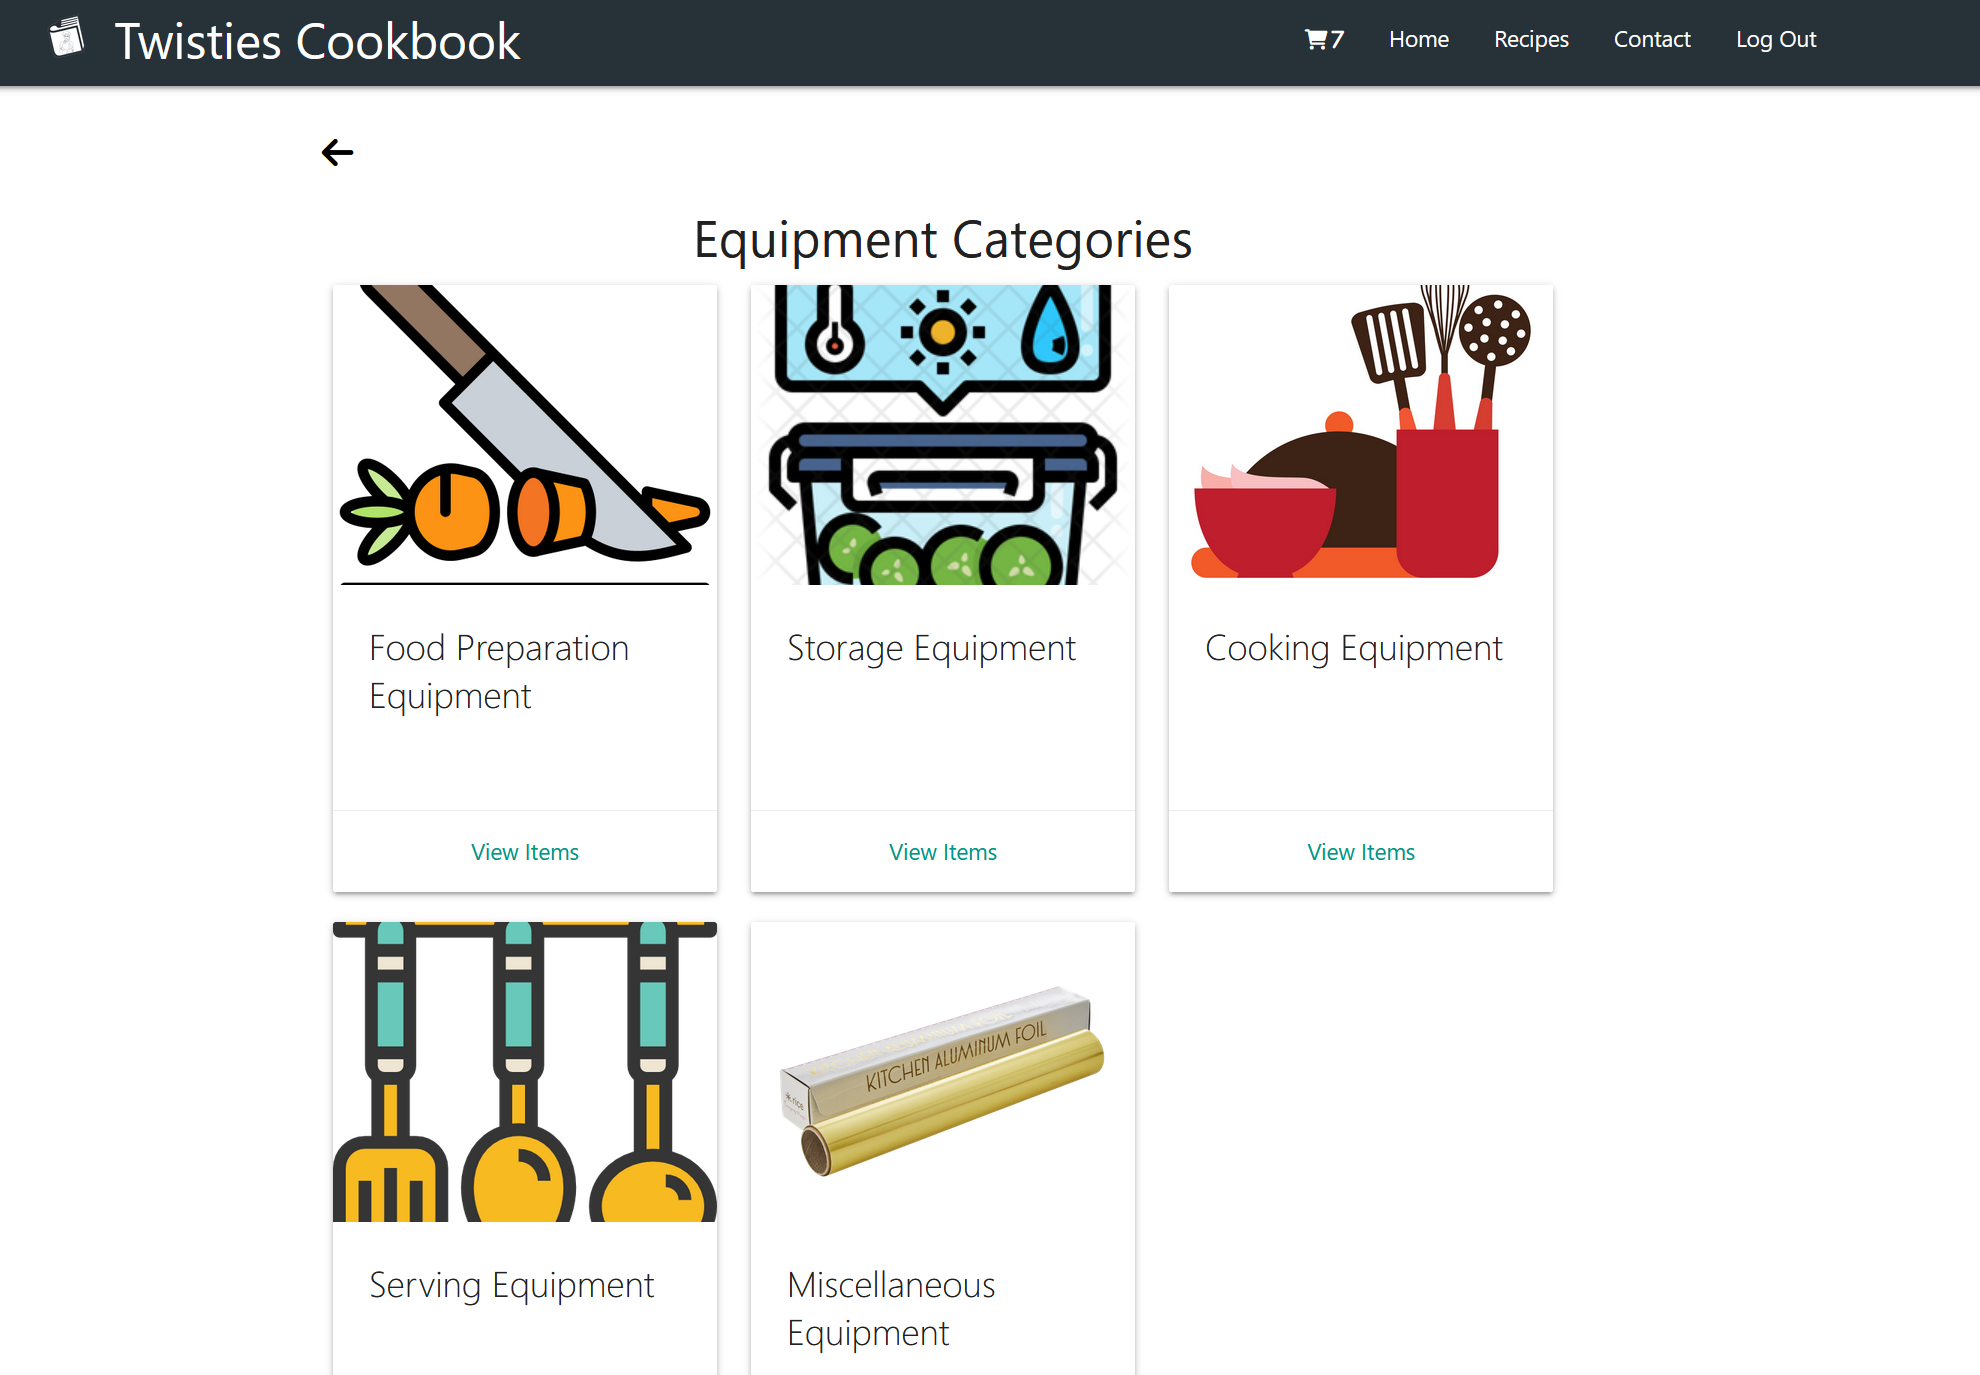 Twisties Cookbook
7
Home
Recipes
Contact
Log Out
Equipment Categories
Food Preparation
Equipment
View Items
Storage Equipment
View Items
Cooking Equipment
View Items
Serving Equipment
KITCHEN ALUMINUM FOIL
rice
Miscellaneous
Equipment